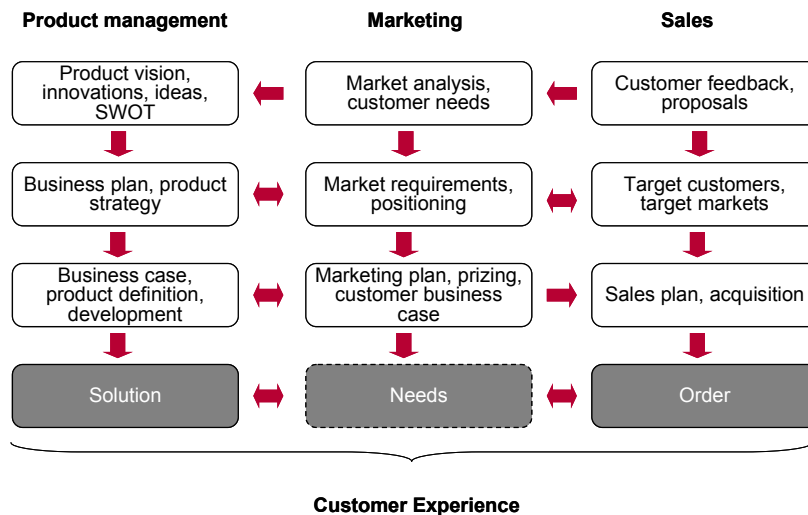 Product management
Marketing
Sales
Product vision,
innovations, ideas,
SWOT
Market analysis,
customer needs
Customer feedback,
proposals
Business plan, product
strategy
Market requirements,
positioning
Target customers,
target markets
Business case,
product definition,
development
Marketing plan, prizing,
customer business
case
Sales plan, acquisition
Solution
Needs
Order
Customer Experience